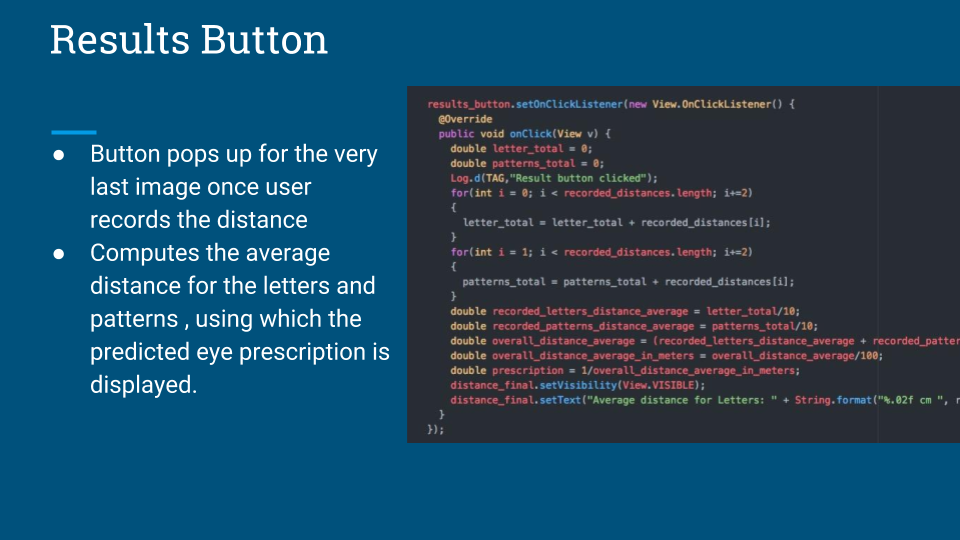 Results Button
● Button pops up for the very
last image once user
records the distance
● Computes the average
distance for the letters and
patterns , using which the
predicted eye prescription is
displayed.
results_button.setOnClickListener(new View.OnClickListener() {
@Override
public void onClick(View v) {
double letter_total = 0;
double patterns_total = 0;
Log.d(TAG,"Result button clicked");
for(int i = 0; i < recorded_distances.length; i+=2)
{
letter_total = letter_total + recorded_distances[i];
}
for(int i = 1; i < recorded_distances.length; i+=2)
{
patterns_total = patterns_total + recorded_distances[i];
}
double recorded_letters_distance_average = letter_total/10;
double recorded_patterns_distance_average = patterns_total/10;
double overall_distance_average = (recorded_letters_distance_average + recorded_patter
double overall_distance_average_in_meters = overall_distance_average/100;
double prescription = 1/overall_distance_average_in_meters;
distance_final.setVisibility(View.VISIBLE);
distance_final.setText("Average distance for Letters: " + String.format("%.02f cm ", r
}
});